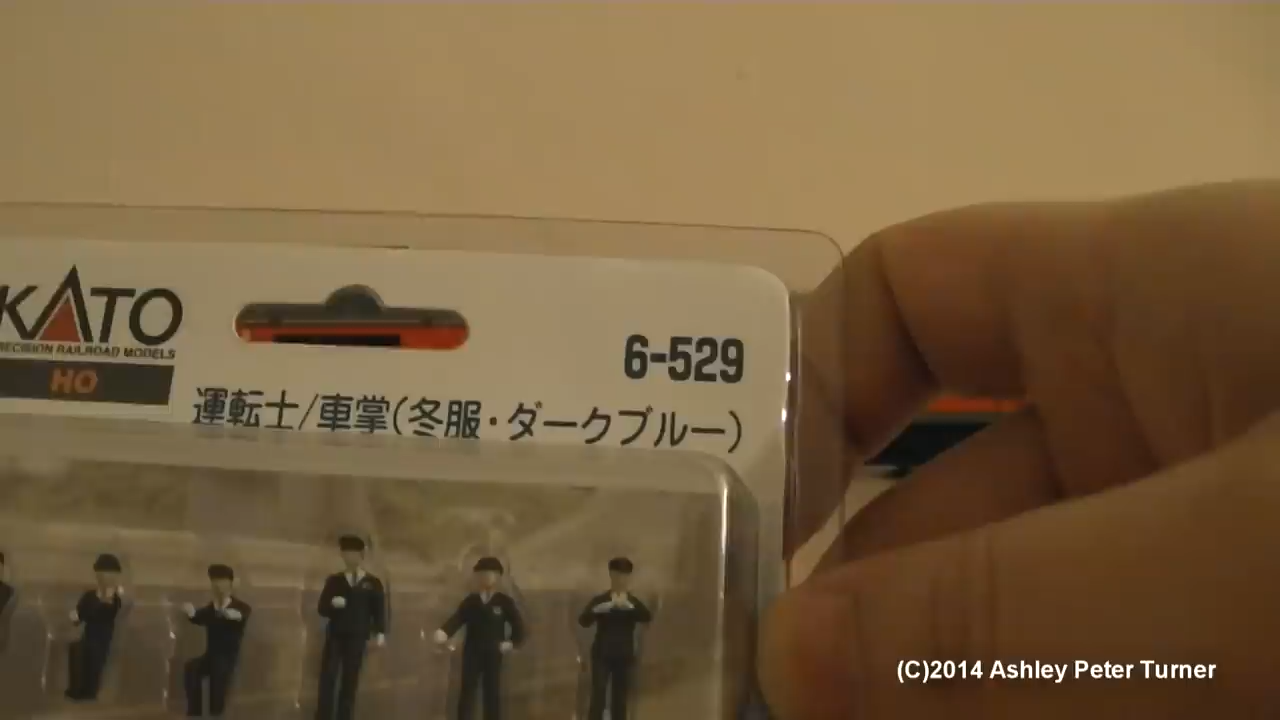 KATO
RECISION RAILROAD MODELS
HO
6-529
運転士/車掌(冬服・ダークブルー)
(C)2014 Ashley Peter Turner